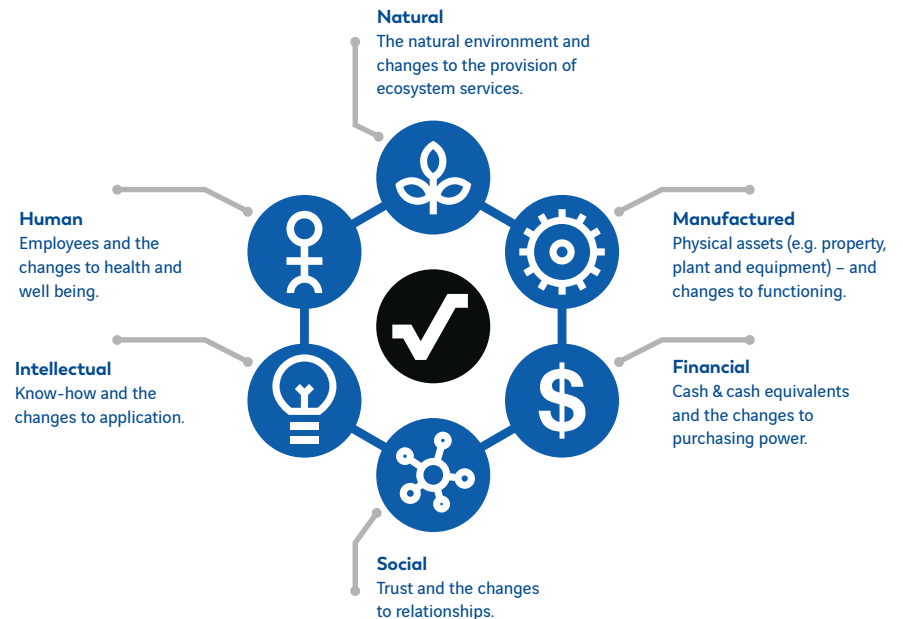 Natural
The natural environment and
changes to the provision of
ecosystem services.
Human
Employees and the
changes to health and
well being.
Manufactured
Physical assets (e.g. property,
plant and equipment) – and
changes to functioning.
Intellectual
Know-how and the
changes to application.
$
Financial
Cash & cash equivalents
and the changes to
purchasing power.
Social
Trust and the changes
to relationships.